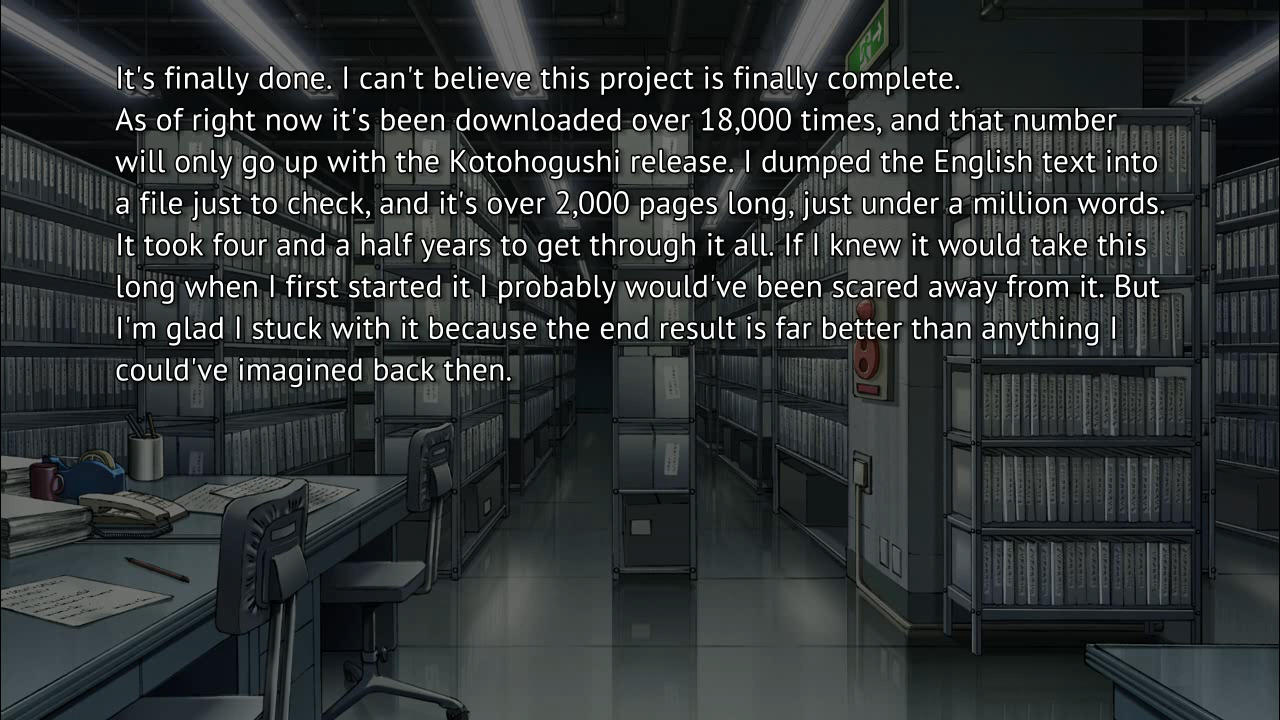 It's finally done. I can't believe this project is finally complete.
As of right now it's been downloaded over 18,000 times, and that number
will only go up with the Kotohogushi release. I dumped the English text into
a file just to check, and it's over 2,000 pages long, just under a million words.
It took four and a half years to get through it all. If I knew it would take this
long when I first started it I probably would've been scared away from it. But
I'm glad I stuck with it because the end result is far better than anything I
could've imagined back then.